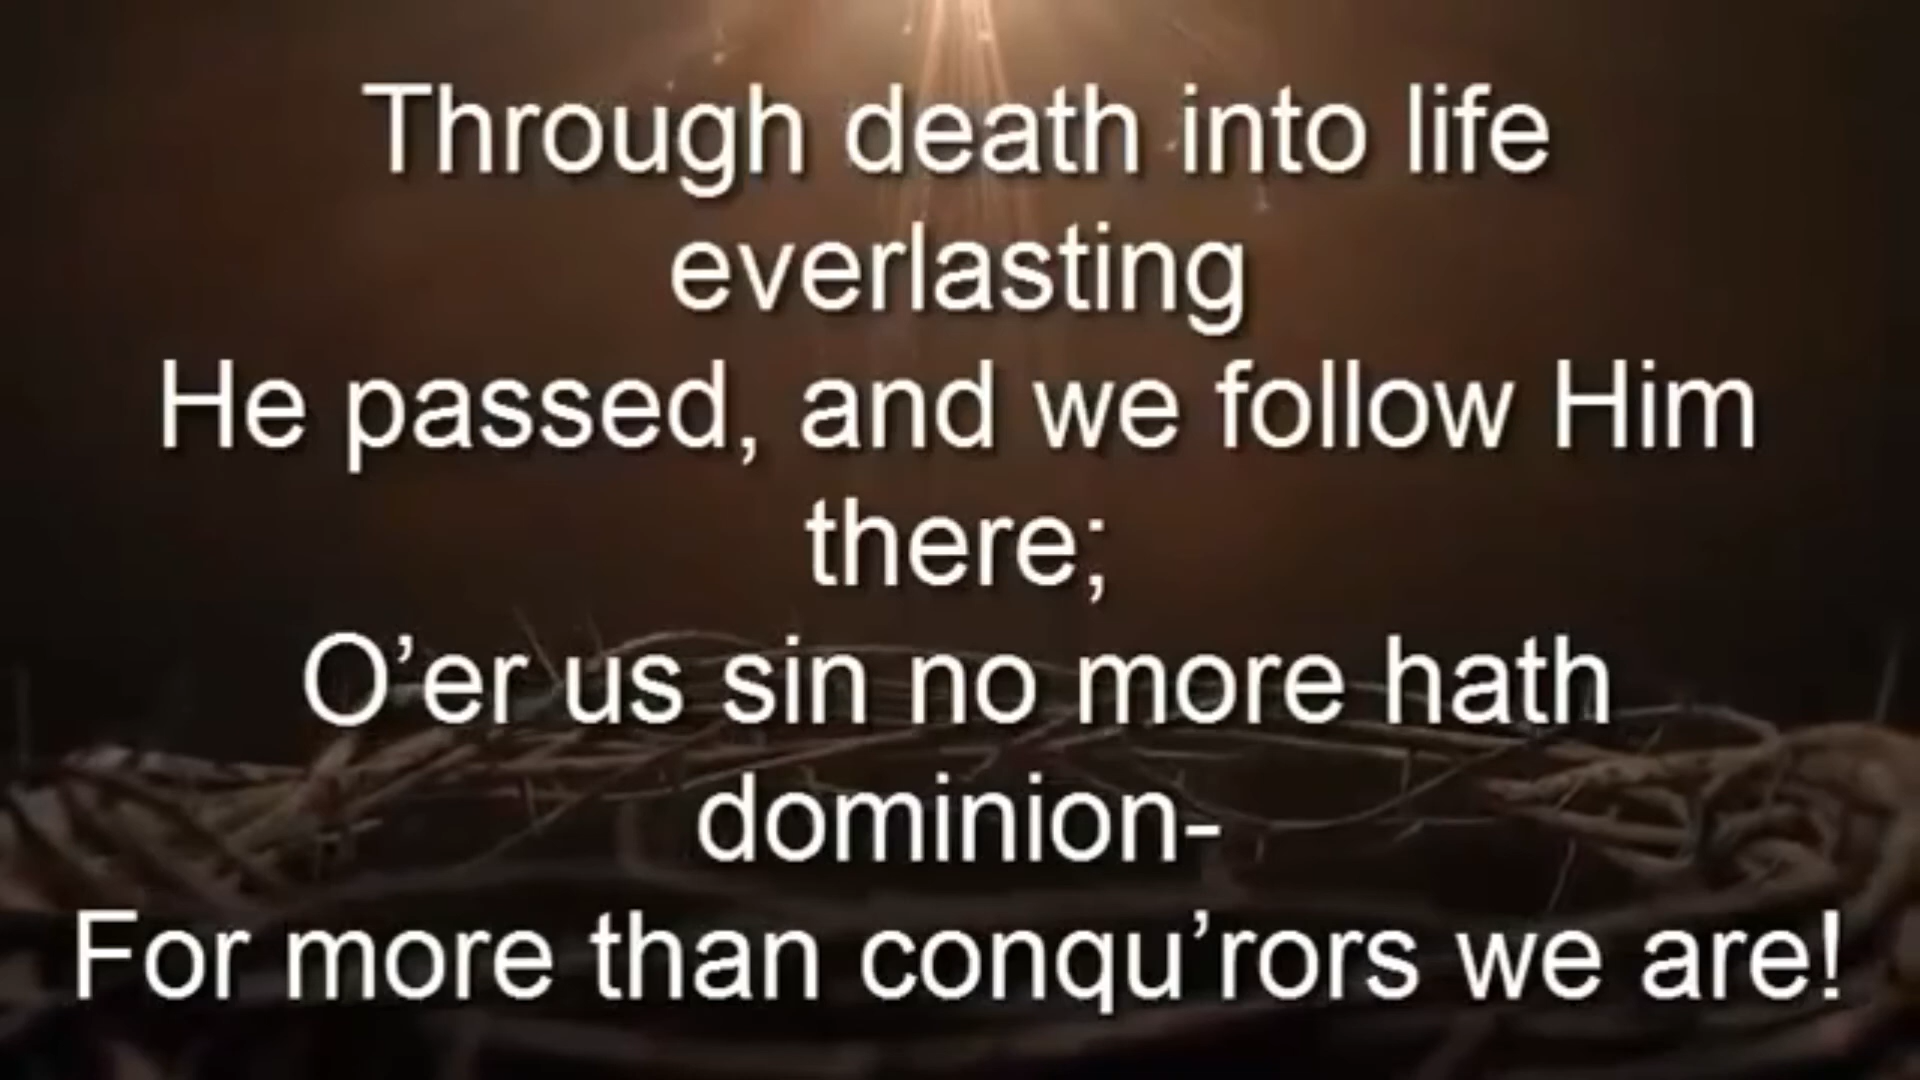 Through death into life
everlasting
He passed, and we follow Him
there;
O’er us sin no more hath
dominion-
For more than conqu’rors we are!